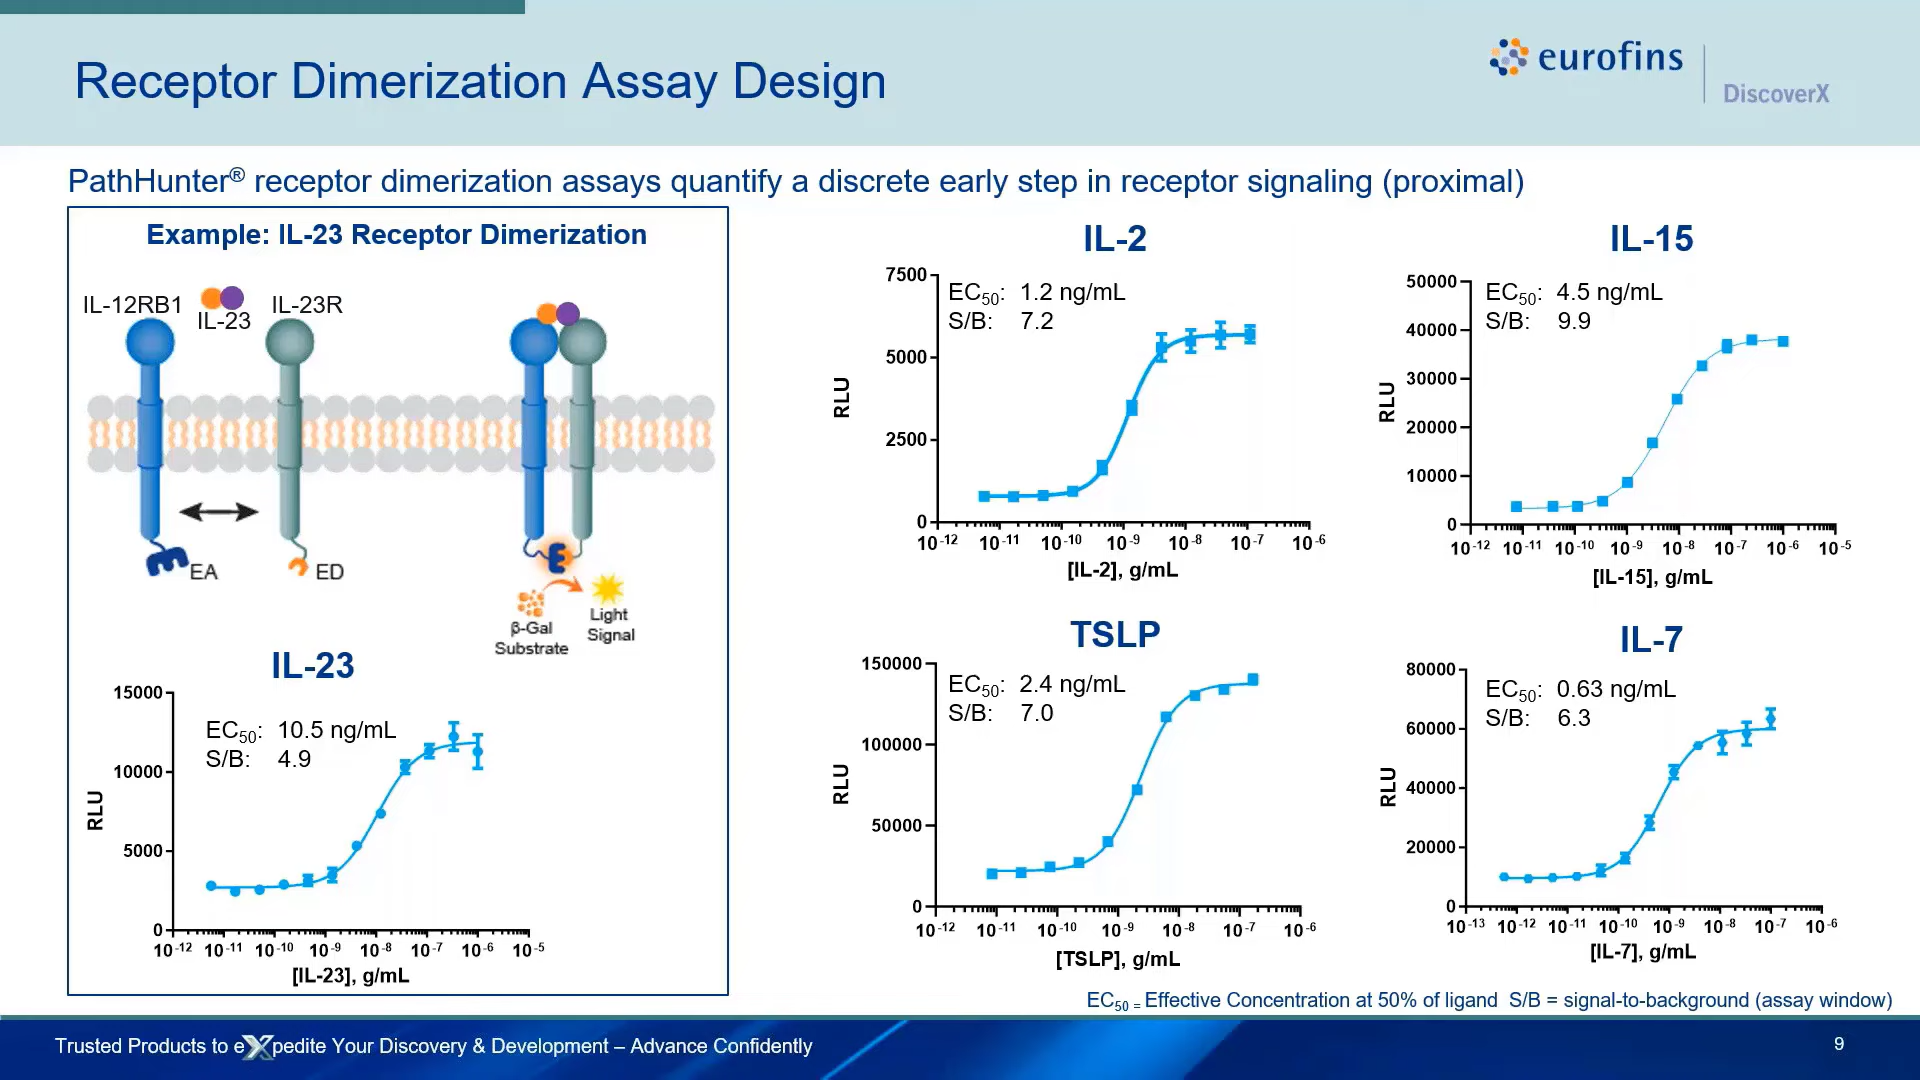 Receptor Dimerization Assay Design
eurofins
DiscoverX
PathHunter® receptor dimerization assays quantify a discrete early step in receptor signaling (proximal)
Example: IL-23 Receptor Dimerization
IL-12RB1
IL-23
IL-23R
EA
ED
β-Gal
Substrate
Light
Signal
IL-23
EC50: 10.5 ng/mL
S/B: 4.9
RLU
15000
10000
5000
0
10-12 10-11 10-10 10-9 10-8 10-7 10-6 10-5
[IL-23], g/mL
IL-2
EC50: 1.2 ng/mL
S/B: 7.2
RLU
7500
5000
2500
0
10-12 10-11 10-10 10-9 10-8 10-7 10-6
[IL-2], g/mL
IL-15
EC50: 4.5 ng/mL
S/B: 9.9
RLU
50000
40000
30000
20000
10000
0
10-12 10-11 10-10 10-9 10-8 10-7 10-6 10-5
[IL-15], g/mL
TSLP
EC50: 2.4 ng/mL
S/B: 7.0
RLU
150000
100000
50000
0
10-12 10-11 10-10 10-9 10-8 10-7 10-6
[TSLP], g/mL
IL-7
EC50: 0.63 ng/mL
S/B: 6.3
RLU
80000
60000
40000
20000
0
10-13 10-12 10-11 10-10 10-9 10-8 10-7 10-6
[IL-7], g/mL
EC50 = Effective Concentration at 50% of ligand S/B = signal-to-background (assay window)
Trusted Products to eXpedite Your Discovery & Development – Advance Confidently
9